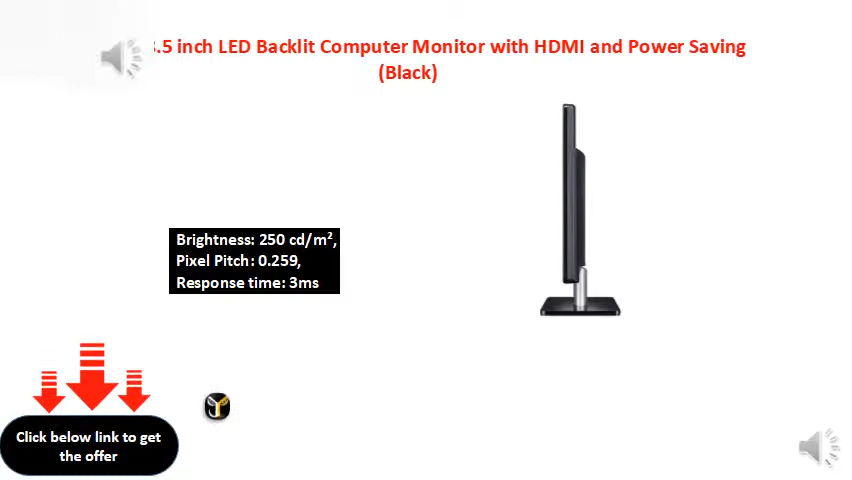 .5 inch LED Backlit Computer Monitor with HDMI and Power Saving
(Black)
Brightness: 250 cd/m²,
Pixel Pitch: 0.259,
Response time: 3ms
Click below link to get
the offer